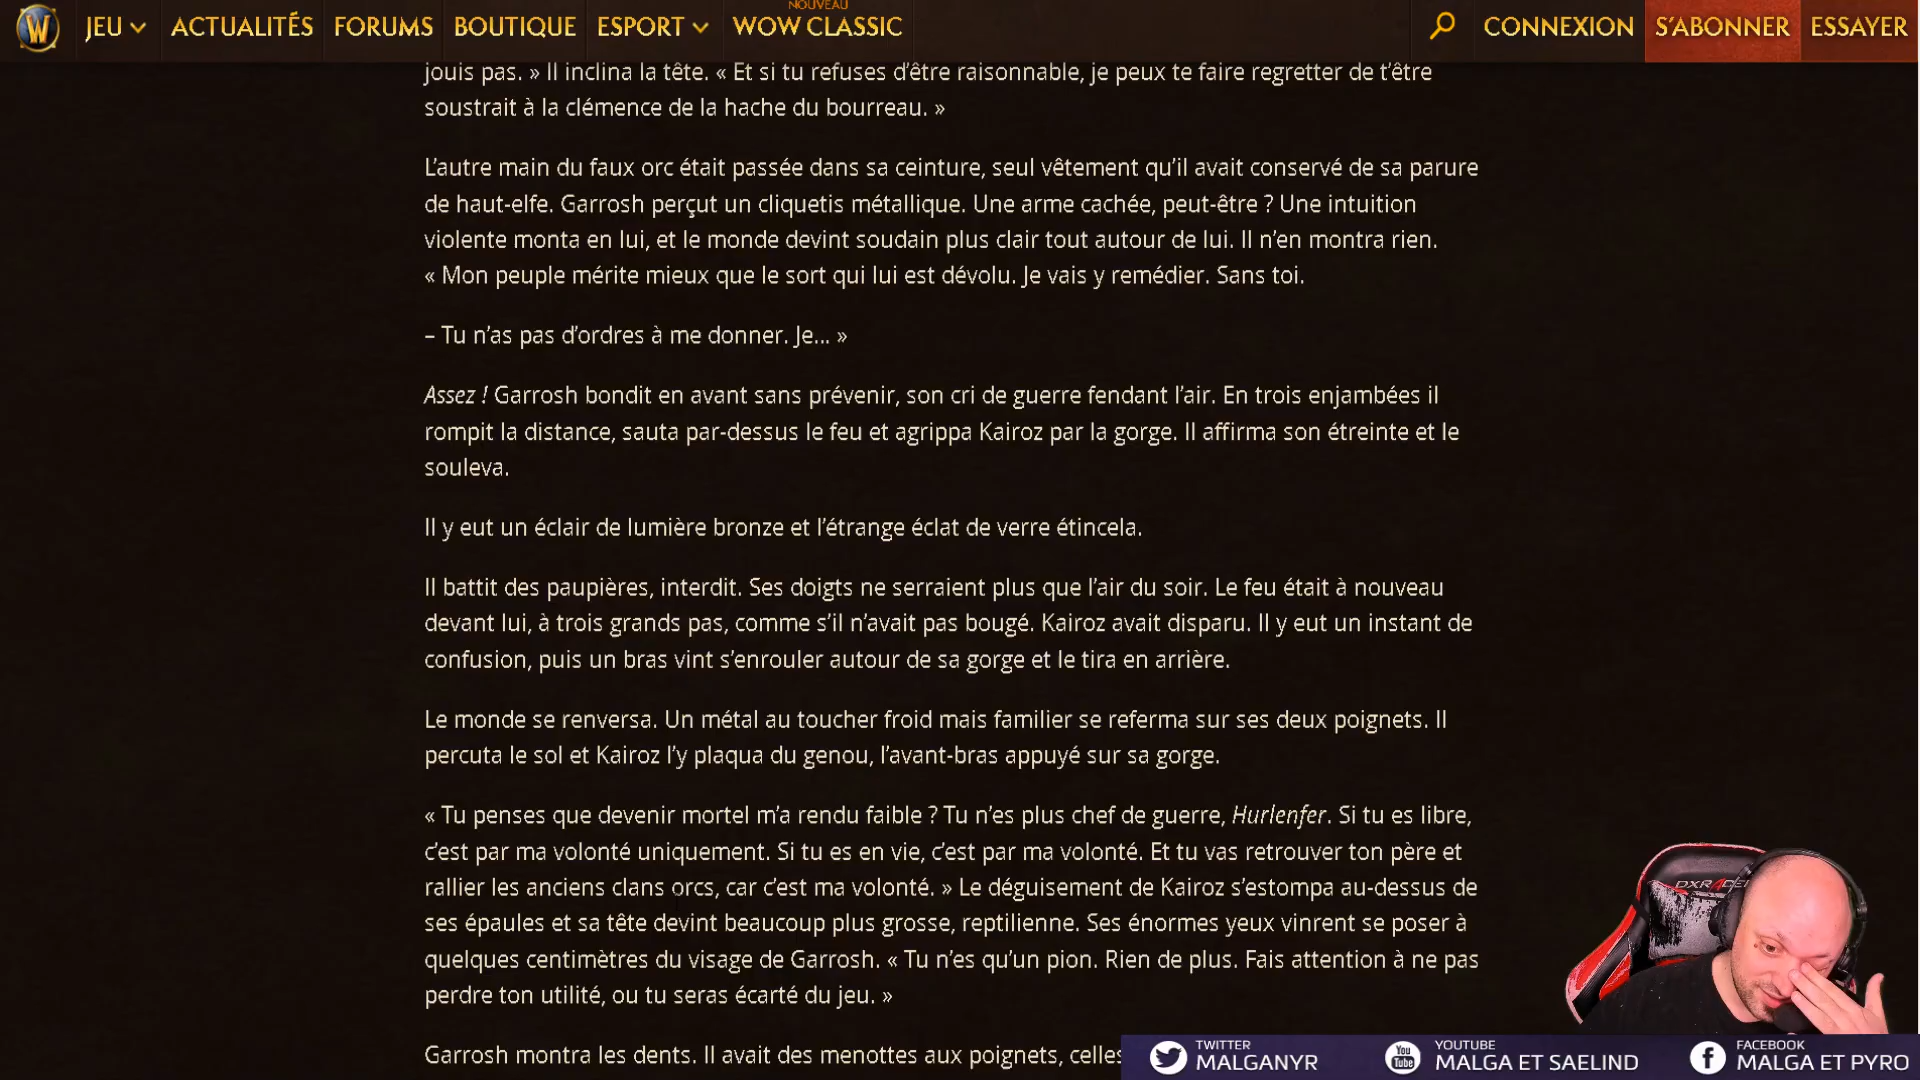 NOUVEAU
JEU ACTUALITÉS FORUMS BOUTIQUE ESPORT WOW CLASSIC CONNEXION S'ABONNER ESSAYER
jouis pas. » Il inclina la tête. « Et si tu refuses d'être raisonnable, je peux te faire regretter de t'être
soustrait à la clémence de la hache du bourreau. »
L'autre main du faux orc était passée dans sa ceinture, seul vêtement qu'il avait conservé de sa parure
de haut-elfe. Garrosh perçut un cliquetis métallique. Une arme cachée, peut-être ? Une intuition
violente monta en lui, et le monde devint soudain plus clair tout autour de lui. Il n'en montra rien.
« Mon peuple mérite mieux que le sort qui lui est dévolu. Je vais y remédier. Sans toi.
– Tu n'as pas d'ordres à me donner. Je... »
Assez ! Garrosh bondit en avant sans prévenir, son cri de guerre fendant l'air. En trois enjambées il
rompit la distance, sauta par-dessus le feu et agrippa Kairoz par la gorge. Il affirma son étreinte et le
souleva.
Il y eut un éclair de lumière bronze et l'étrange éclat de verre étincela.
Il battit des paupières, interdit. Ses doigts ne serraient plus que l'air du soir. Le feu était à nouveau
devant lui, à trois grands pas, comme s'il n'avait pas bougé. Kairoz avait disparu. Il y eut un instant de
confusion, puis un bras vint s'enrouler autour de sa gorge et le tira en arrière.
Le monde se renversa. Un métal au toucher froid mais familier se referma sur ses deux poignets. Il
percuta le sol et Kairoz l'y plaqua du genou, l'avant-bras appuyé sur sa gorge.
« Tu penses que devenir mortel m'a rendu faible ? Tu n'es plus chef de guerre, Hurlenfer. Si tu es libre,
c'est par ma volonté uniquement. Si tu es en vie, c'est par ma volonté. Et tu vas retrouver ton père et
rallier les anciens clans orcs, car c'est ma volonté. » Le déguisement de Kairoz s'estompa au-dessus de
ses épaules et sa tête devint beaucoup plus grosse, reptilienne. Ses énormes yeux vinrent se poser à
quelques centimètres du visage de Garrosh. « Tu n'es qu'un pion. Rien de plus. Fais attention à ne pas
perdre ton utilité, ou tu seras écarté du jeu. »
Garrosh montra les dents. Il avait des menottes aux poignets, celles
DXRACER
TWITTER
MALGANYR
You Tube
YOUTUBE
MALGA ET SAELIND
FACEBOOK
MALGA ET PYRO